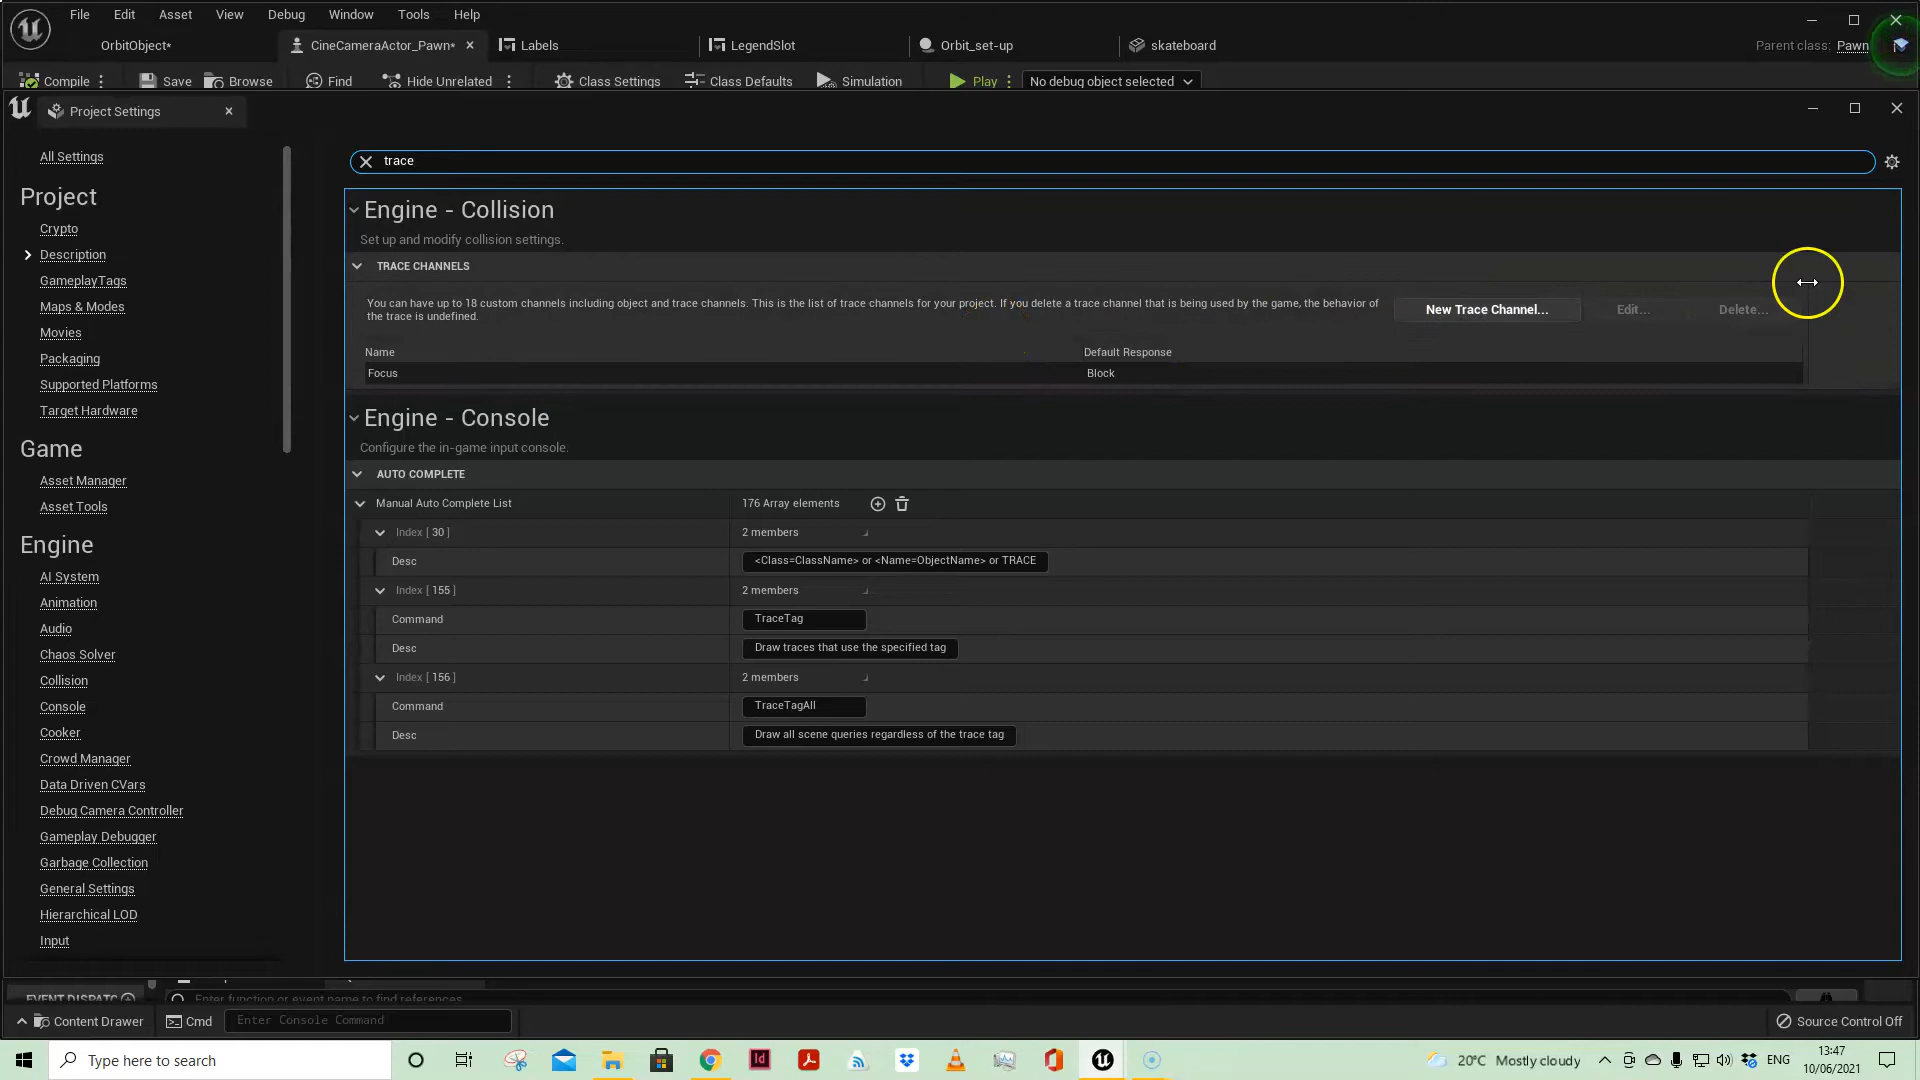 File Edit Asset View Debug Window Tools Help
OrbitObject* CineCameraActor_Pawn* Labels LegendSlot Orbit_set-up skateboard Parent class: Pawn
Compile Save Browse Find Hide Unrelated Class Settings Class Defaults Simulation Play No debug object selected
Project Settings
All Settings
Project
Crypto
Description
GameplayTags
Maps & Modes
Movies
Packaging
Supported Platforms
Target Hardware
Game
Asset Manager
Asset Tools
Engine
AI System
Animation
Audio
Chaos Solver
Collision
Console
Cooker
Crowd Manager
Data Driven CVars
Debug Camera Controller
Gameplay Debugger
Garbage Collection
General Settings
Hierarchical LOD
Input
trace
Engine - Collision
Set up and modify collision settings.
TRACE CHANNELS
You can have up to 18 custom channels including object and trace channels. This is the list of trace channels for your project. If you delete a trace channel that is being used by the game, the behavior of
the trace is undefined.
New Trace Channel... Edit... Delete...
Name Default Response
Focus Block
Engine - Console
Configure the in-game input console.
AUTO COMPLETE
Manual Auto Complete List 176 Array elements
Index [ 30 ] 2 members
Desc <Class=ClassName> or <Name=ObjectName> or TRACE
Index [ 155 ] 2 members
Command TraceTag
Desc Draw traces that use the specified tag
Index [ 156 ] 2 members
Command TraceTagAll
Desc Draw all scene queries regardless of the trace tag
Enter function or event name to find references
Content Drawer Cmd Enter Console Command Source Control Off
Type here to search 20°C Mostly cloudy ENG 13:47
10/06/2021